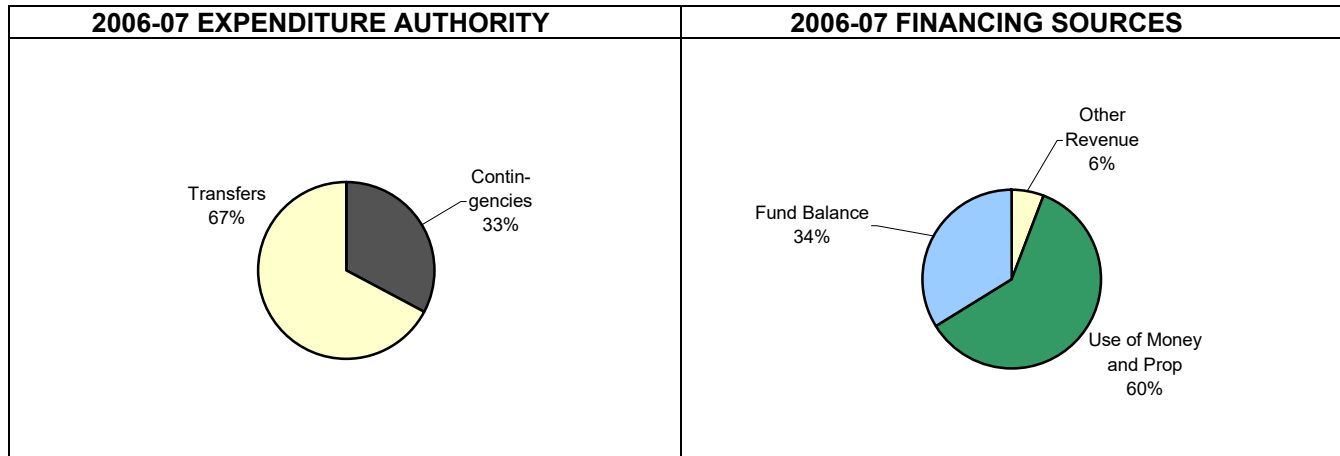 2006-07 EXPENDITURE AUTHORITY
2006-07 FINANCING SOURCES
Transfers
67%
Contin-
gencies
33%
Other
Revenue
6%
Fund Balance
34%
Use of Money
and Prop
60%